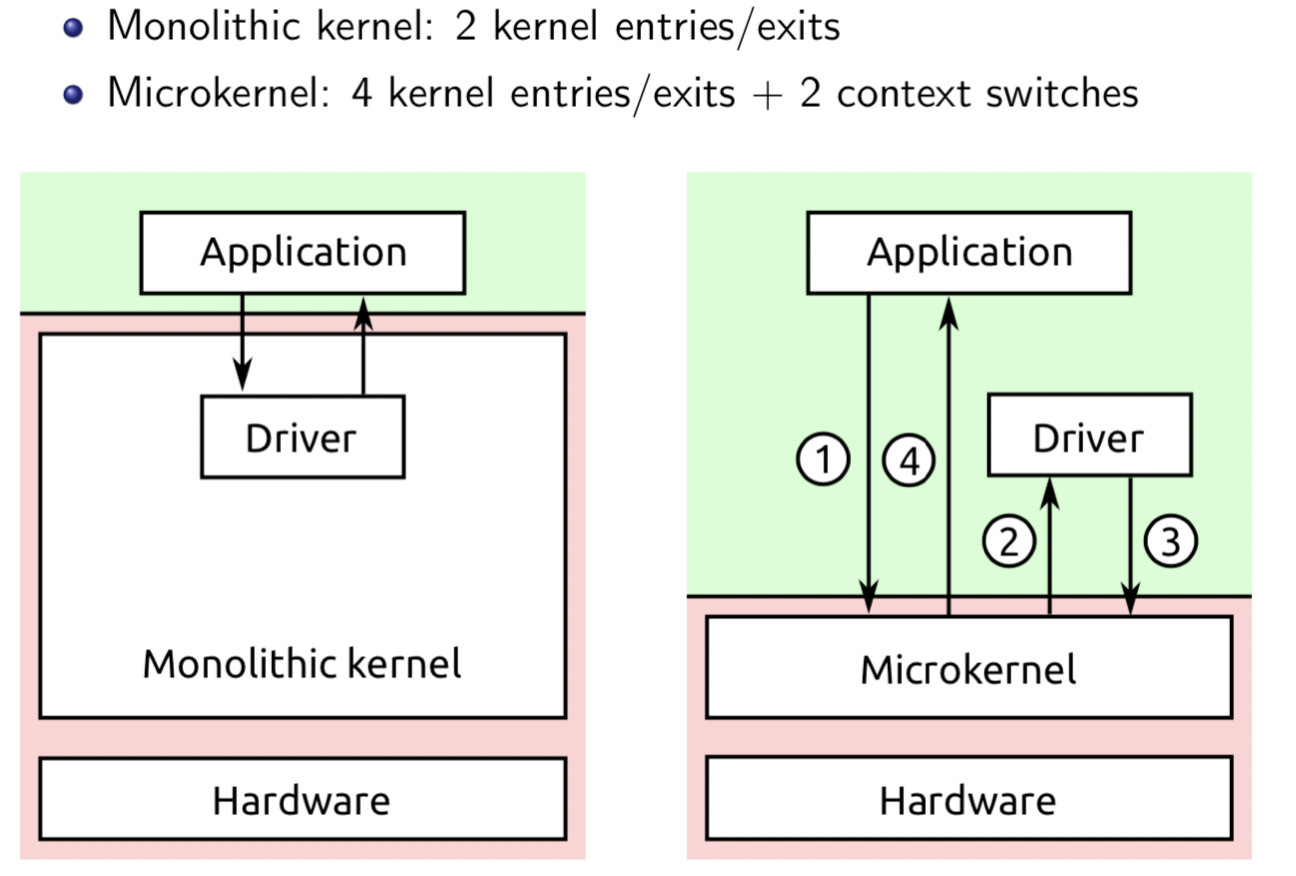 Monolithic kernel: 2 kernel entries/exits
Microkernel: 4 kernel entries/exits + 2 context switches
Application
Driver
Monolithic kernel
Hardware
Application
1
4
Driver
2
3
Microkernel
Hardware